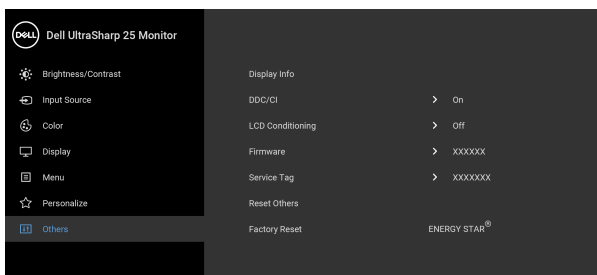 DELL
Dell UltraSharp 25 Monitor
Brightness/Contrast
Input Source
Color
Display
Menu
Personalize
Others
Display Info
DDC/CI > On
LCD Conditioning > Off
Firmware > XXXXXX
Service Tag > XXXXXXX
Reset Others
Factory Reset ENERGY STAR®